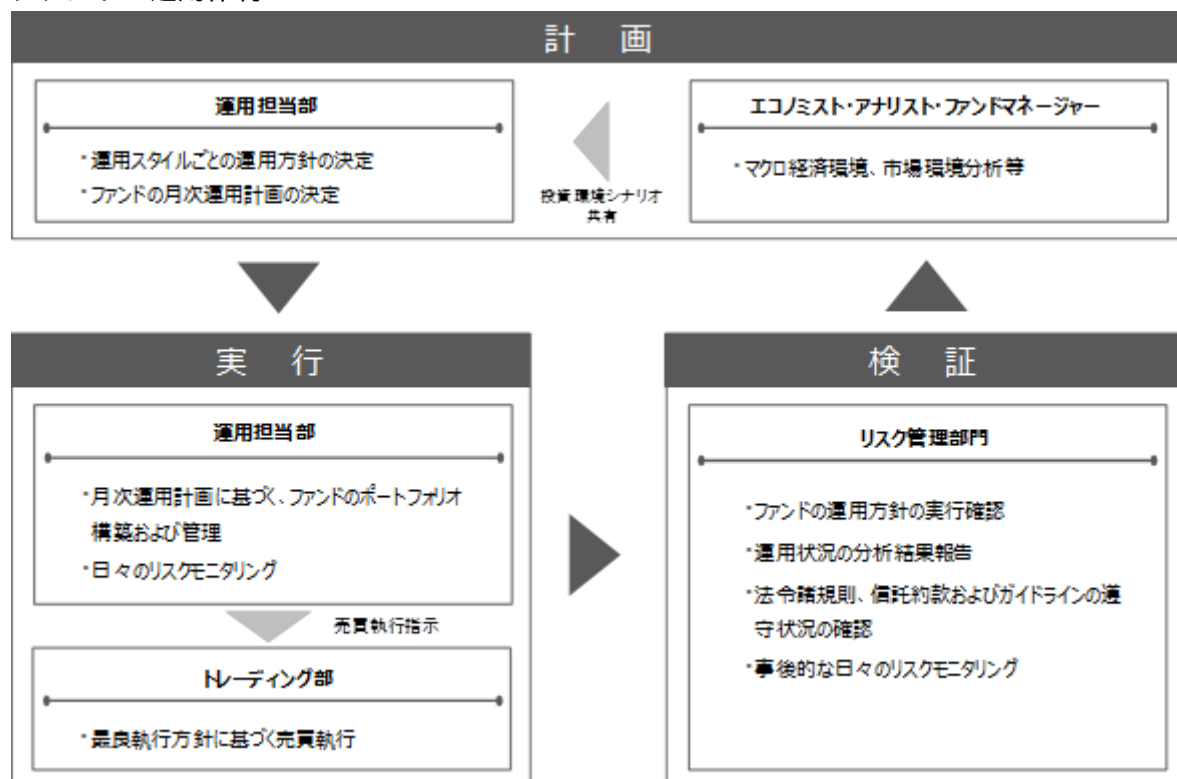 計 画
運用担当部
・運用スタイルごとの運用方針の決定
・ファンドの月次運用計画の決定
投資環境シナリオ
共有
エコノミスト・アナリスト・ファンドマネージャー
・マクロ経済環境、市場環境分析等
実 行
運用担当部
・月次運用計画に基づく、ファンドのポートフォリオ
構築および管理
・日々のリスクモニタリング
売買執行指示
トレーディング部
・最良執行方針に基づく売買執行
検 証
リスク管理部門
・ファンドの運用方針の実行確認
・運用状況の分析結果報告
・法令諸規則、信託約款およびガイドラインの遵
守状況の確認
・事後的な日々のリスクモニタリング